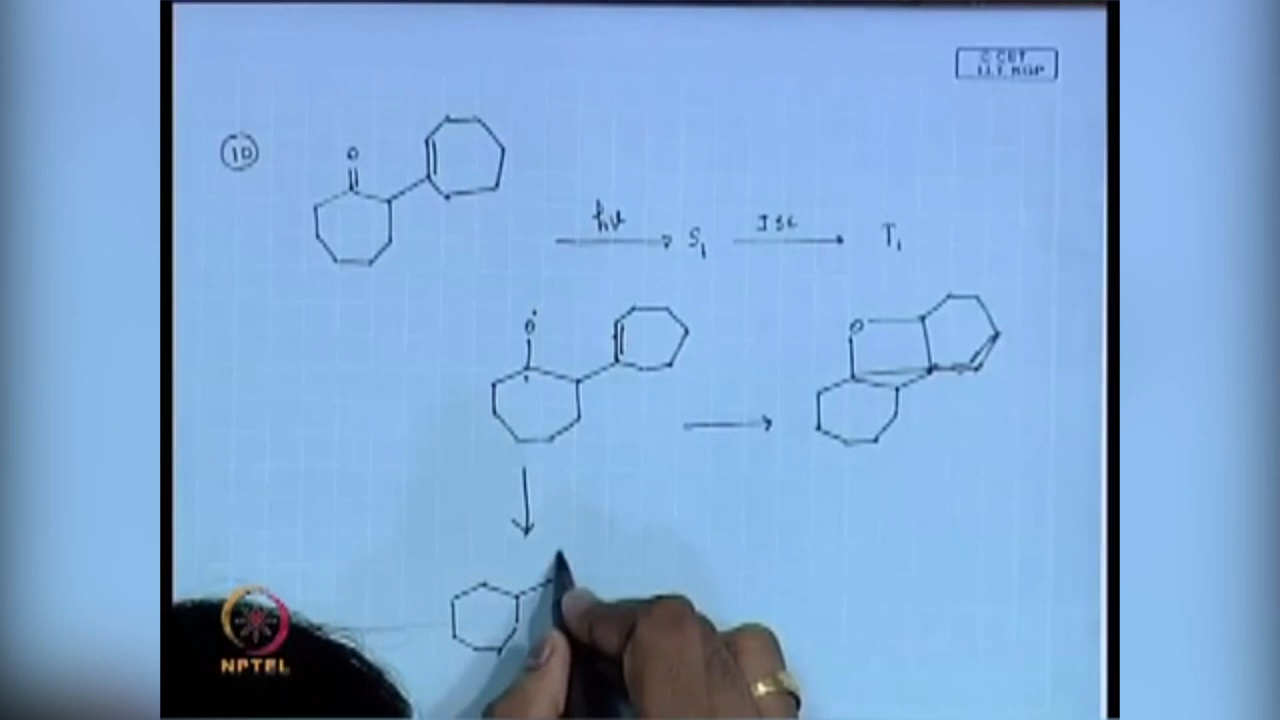 © CET
I.I.T. KGP
10
O
hν S₁ ISC T₁
O
O
NPTEL